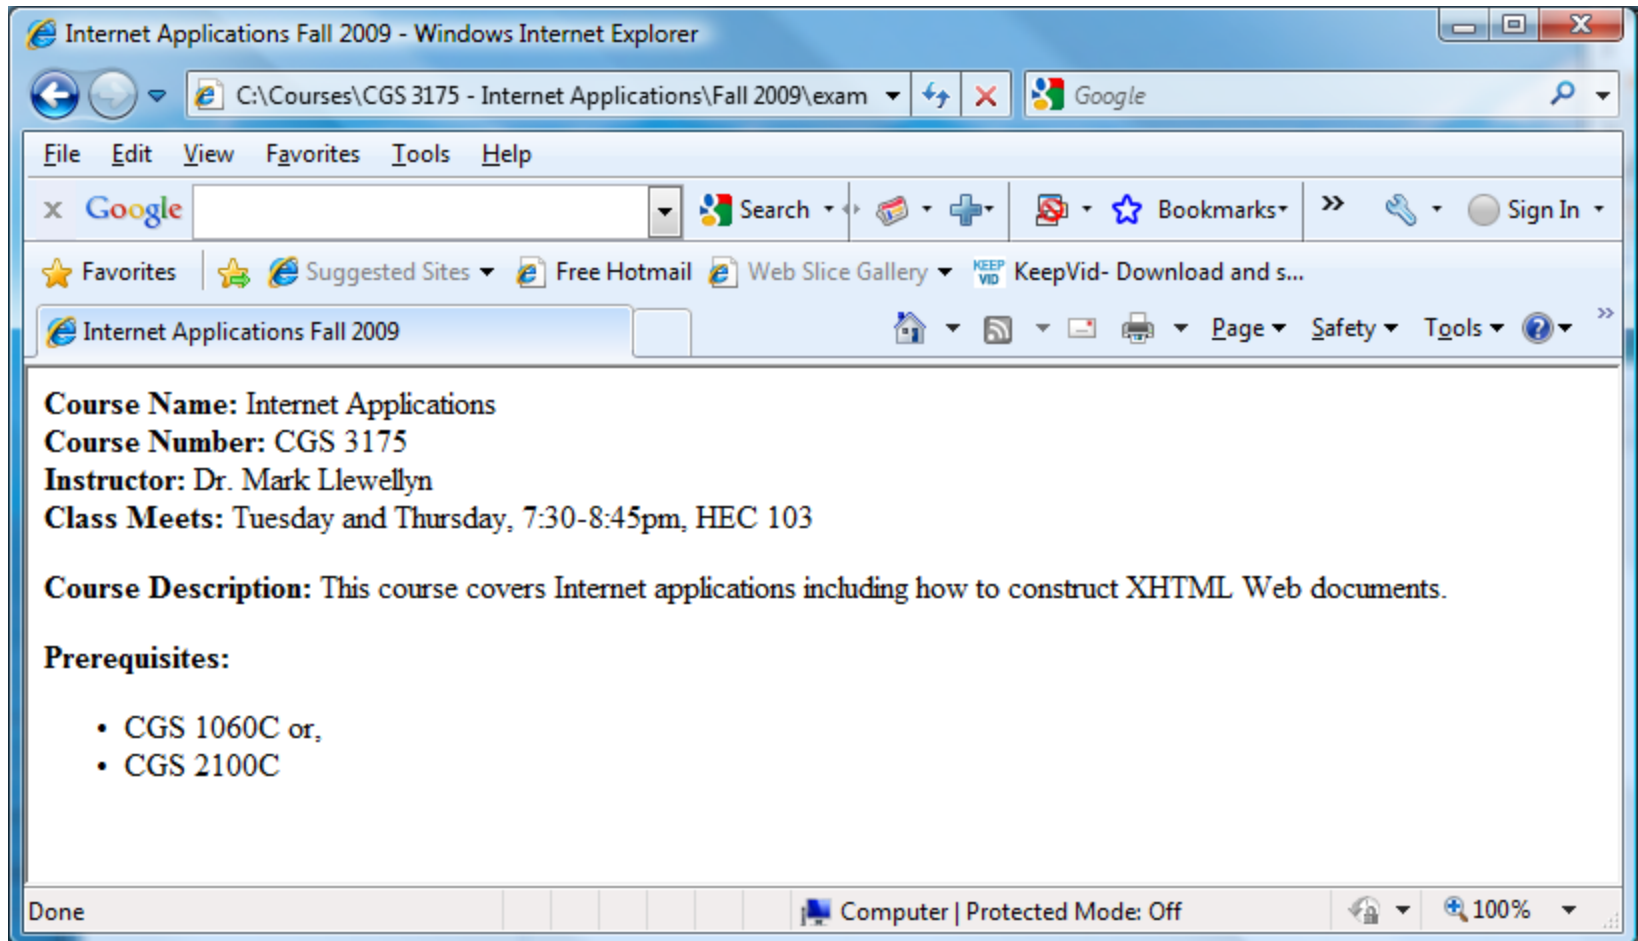 Internet Applications Fall 2009 - Windows Internet Explorer
C:\Courses\CGS 3175 - Internet Applications\Fall 2009\exam Google
File Edit View Favorites Tools Help
x Google Search Bookmarks Sign In
Favorites Suggested Sites Free Hotmail Web Slice Gallery KEEP VID KeepVid- Download and s...
Internet Applications Fall 2009 Page Safety Tools
Course Name: Internet Applications
Course Number: CGS 3175
Instructor: Dr. Mark Llewellyn
Class Meets: Tuesday and Thursday, 7:30-8:45pm, HEC 103
Course Description: This course covers Internet applications including how to construct XHTML Web documents.
Prerequisites:
• CGS 1060C or,
• CGS 2100C
Done Computer | Protected Mode: Off 100%